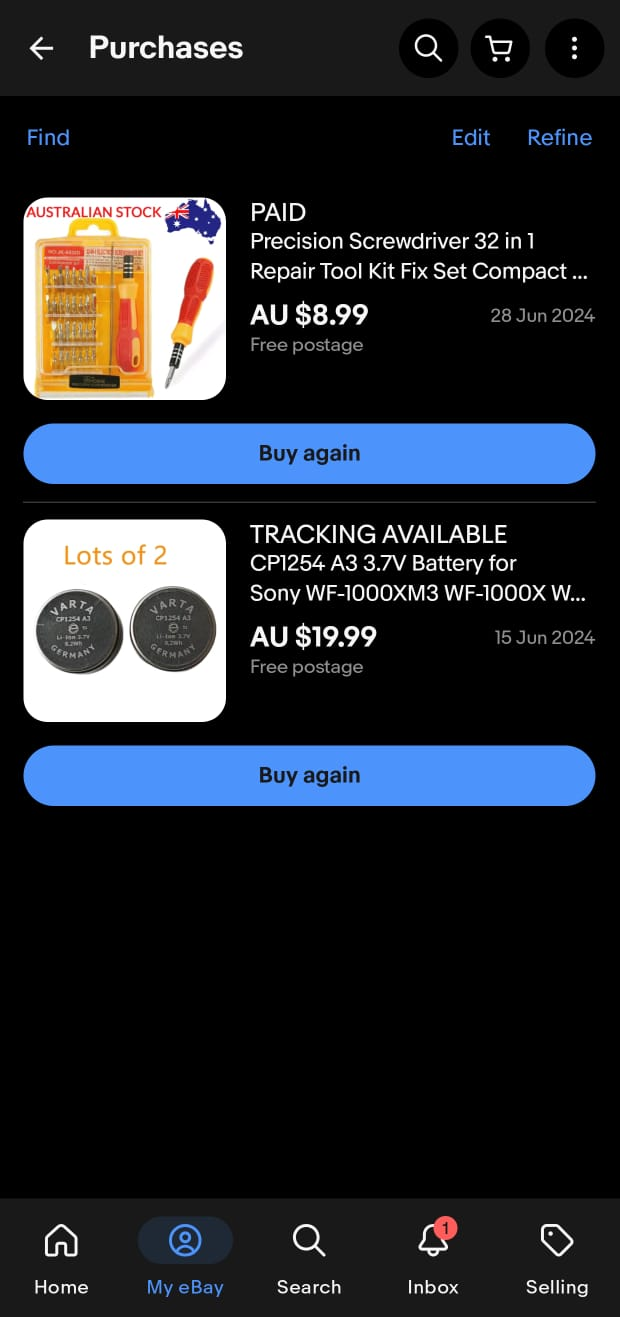 Purchases
Find
Edit
Refine
AUSTRALIAN STOCK
PAID
Precision Screwdriver 32 in 1
Repair Tool Kit Fix Set Compact ...
AU $8.99
28 Jun 2024
Free postage
Buy again
Lots of 2
VARTA
CP1254 A3
Li-Ion 3.7V
0.2Wh
GERMANY
VARTA
CP1254 A3
Li-Ion 3.7V
0.2Wh
GERMANY
TRACKING AVAILABLE
CP1254 A3 3.7V Battery for
Sony WF-1000XM3 WF-1000X W...
AU $19.99
15 Jun 2024
Free postage
Buy again
1
Home
My eBay
Search
Inbox
Selling